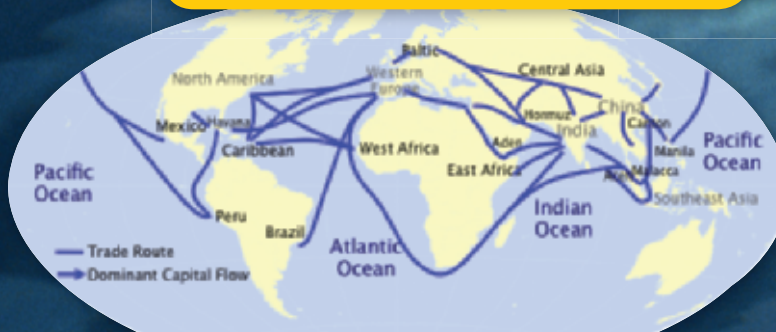 Baltic
Central Asia
North America
Western
Europe
Hormuz
China
Mexico
Havana
Canton
India
Caribbean
West Africa
Aden
Manila
Pacific
Ocean
East Africa
Malacca
Pacific
Ocean
Southeast Asia
Peru
Indian
Ocean
Brazil
Atlantic
Ocean
Trade Route
Dominant Capital Flow